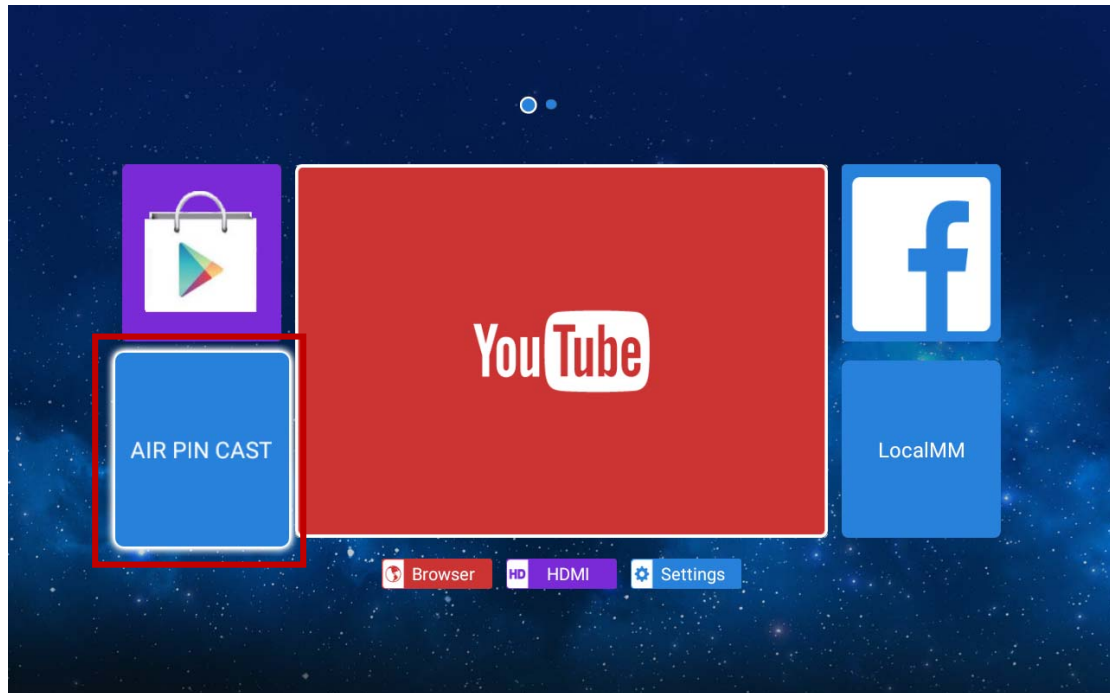 YouTube
AIR PIN CAST
LocalMM
Browser
HD HDMI
Settings